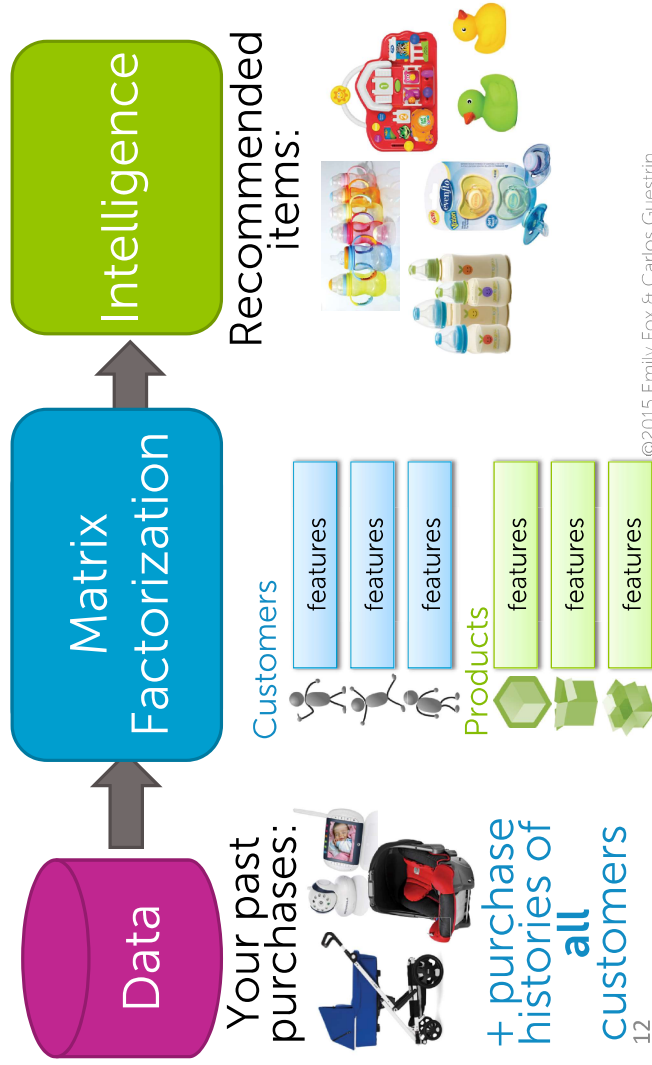 Data
Matrix
Factorization
Intelligence
Your past
purchases:
+ purchase
histories of
all
customers
Customers
features
features
features
Products
features
features
features
Recommended
items:
evenflo
12
©2015 Emily Fox & Carlos Guestrin